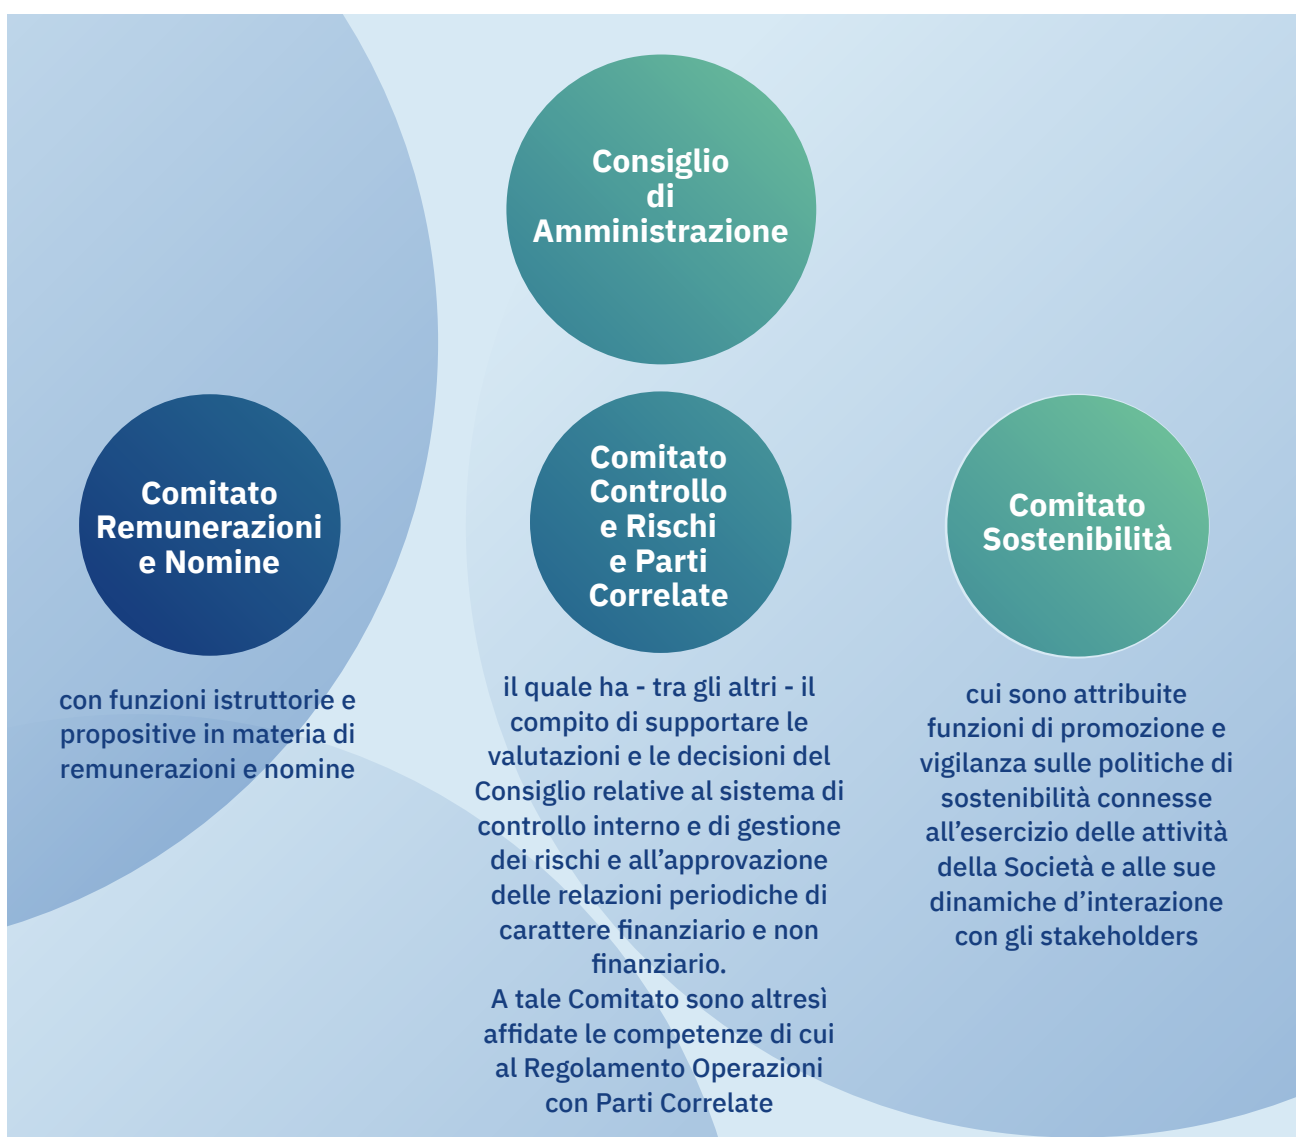 Consiglio
di
Amministrazione
Comitato
Remunerazioni
e Nomine
con funzioni istruttorie e
propositive in materia di
remunerazioni e nomine
Comitato
Controllo
e Rischi
e Parti
Correlate
il quale ha - tra gli altri - il
compito di supportare le
valutazioni e le decisioni del
Consiglio relative al sistema di
controllo interno e di gestione
dei rischi e all’approvazione
delle relazioni periodiche di
carattere finanziario e non
finanziario.
A tale Comitato sono altresì
affidate le competenze di cui
al Regolamento Operazioni
con Parti Correlate
Comitato
Sostenibilità
cui sono attribuite
funzioni di promozione e
vigilanza sulle politiche di
sostenibilità connesse
all’esercizio delle attività
della Società e alle sue
dinamiche d’interazione
con gli stakeholders